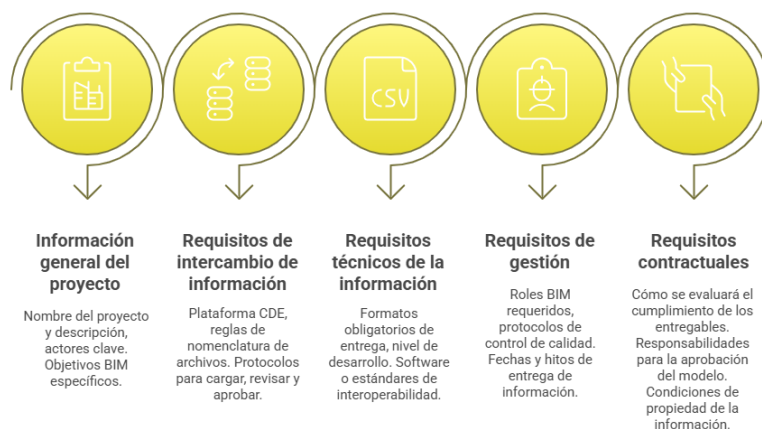 CSV
Información
general del
proyecto
Nombre del proyecto
y descripción,
actores clave.
Objetivos BIM
específicos.
Requisitos de
intercambio de
información
Plataforma CDE,
reglas de
nomenclatura de
archivos. Protocolos
para cargar, revisar y
aprobar.
Requisitos
técnicos de la
información
Formatos
obligatorios de
entrega, nivel de
desarrollo. Software
o estándares de
interoperabilidad.
Requisitos de
gestión
Roles BIM
requeridos,
protocolos de
control de calidad.
Fechas y hitos de
entrega de
información.
Requisitos
contractuales
Cómo se evaluará el
cumplimiento de los
entregables.
Responsabilidades
para la aprobación
del modelo.
Condiciones de
propiedad de la
información.